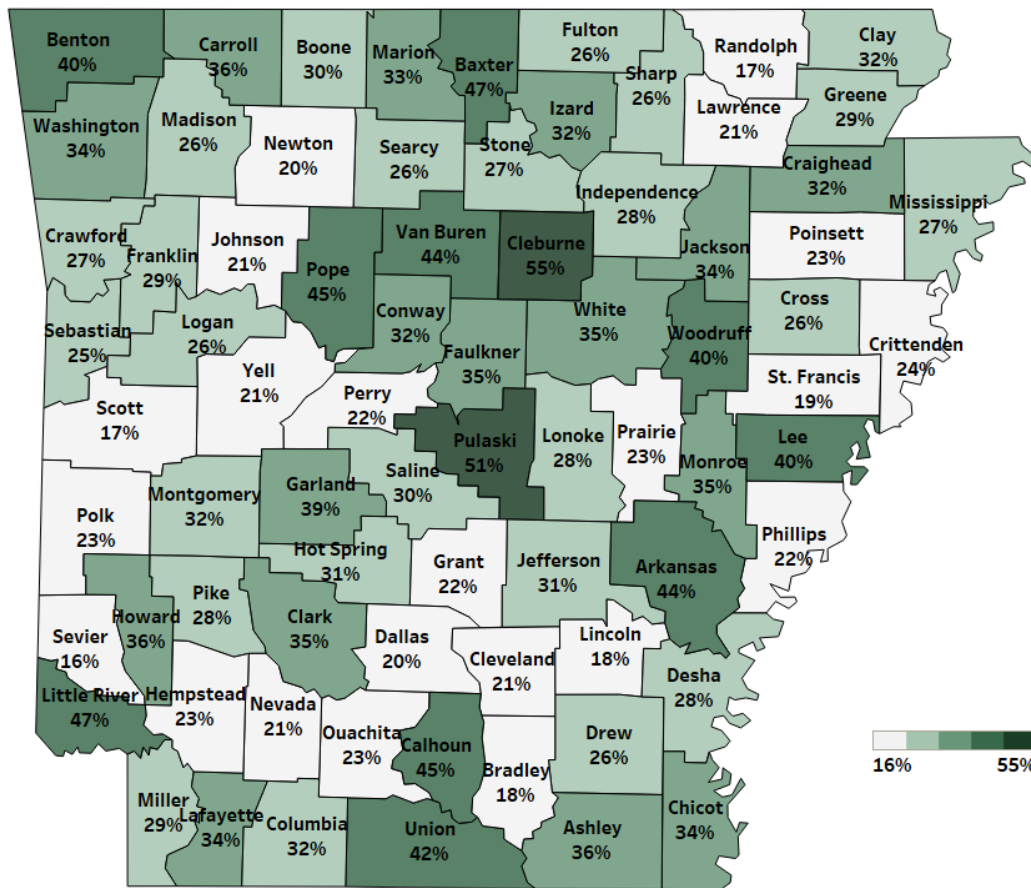 Benton
40%
Carroll
36%
Boone
30%
Marion
33%
Baxter
47%
Fulton
26%
Sharp
26%
Randolph
17%
Clay
32%
Washington
34%
Madison
26%
Newton
20%
Searcy
26%
Stone
27%
Izard
32%
Lawrence
21%
Greene
29%
Independence
28%
Craighead
32%
Mississippi
27%
Crawford
27%
Franklin
29%
Johnson
21%
Pope
45%
Van Buren
44%
Cleburne
55%
Jackson
34%
Poinsett
23%
Sebastian
25%
Logan
26%
Conway
32%
Faulkner
35%
White
35%
Woodruff
40%
Cross
26%
Crittenden
24%
Scott
17%
Yell
21%
Perry
22%
Pulaski
51%
Lonoke
28%
Prairie
23%
Monroe
35%
St. Francis
19%
Lee
40%
Polk
23%
Montgomery
32%
Garland
39%
Saline
30%
Hot Spring
31%
Grant
22%
Jefferson
31%
Arkansas
44%
Phillips
22%
Sevier
16%
Howard
36%
Pike
28%
Clark
35%
Dallas
20%
Cleveland
21%
Lincoln
18%
Desha
28%
Little River
47%
Hempstead
23%
Nevada
21%
Ouachita
23%
Calhoun
45%
Bradley
18%
Drew
26%
Miller
29%
Lafayette
34%
Columbia
32%
Union
42%
Ashley
36%
Chicot
34%
16% 55%